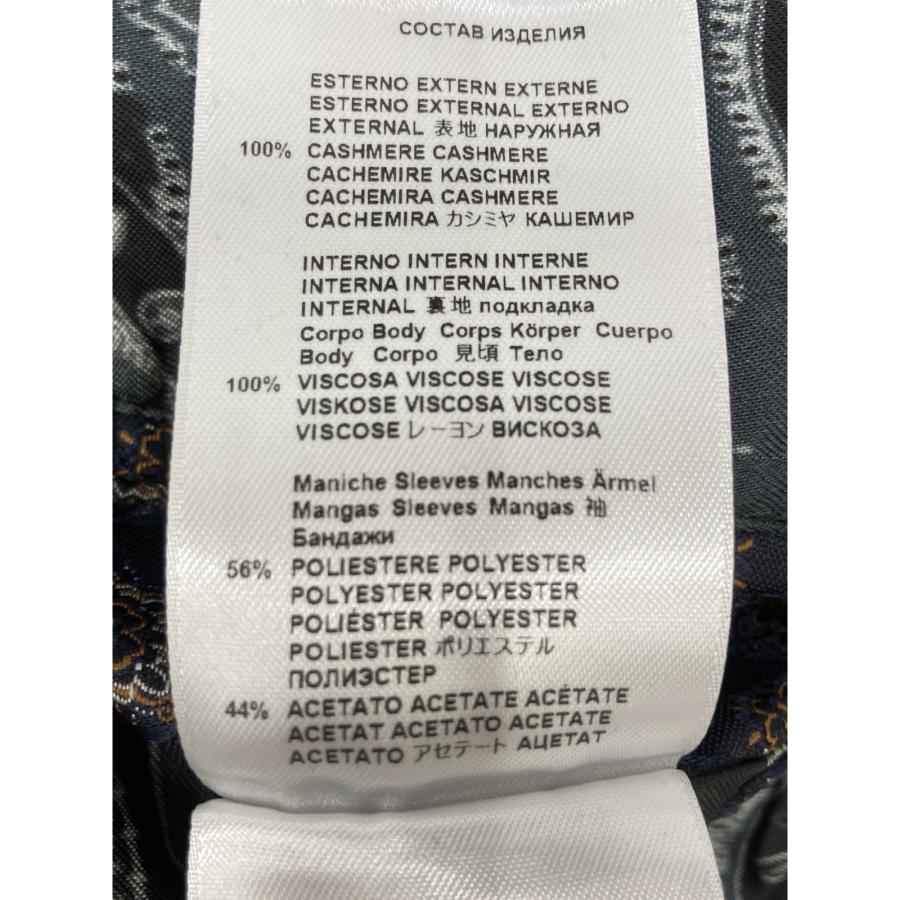 СОСТАВ ИЗДЕЛИЯ
ESTERNO EXTERN EXTERNE
ESTERNO EXTERNAL EXTERNO
EXTERNAL 表地 НАРУЖНАЯ
100% CASHMERE CASHMERE
CACHEMIRE KASCHMIR
CACHEMIRA CASHMERE
CACHEMIRA カシミヤ КАШЕМИР
INTERNO INTERN INTERNE
INTERNA INTERNAL INTERNO
INTERNAL 裏地 подкладка
Corpo Body Corps Körper Cuerpo
Body Corpo 見頃 Тело
100% VISCOSA VISCOSE VISCOSE
VISKOSE VISCOSA VISCOSE
VISCOSE レーヨン ВИСКОЗА
Maniche Sleeves Manches Ärmel
Mangas Sleeves Mangas 袖
Бандажи
56% POLIESTERE POLYESTER
POLYESTER POLYESTER
POLIÉSTER POLYESTER
POLIESTER ポリエステル
ПОЛИЭСТЕР
44% ACETATO ACETATE ACÉTATE
ACETAT ACETATO ACETATE
ACETATO アセテート АЦЕТАТ